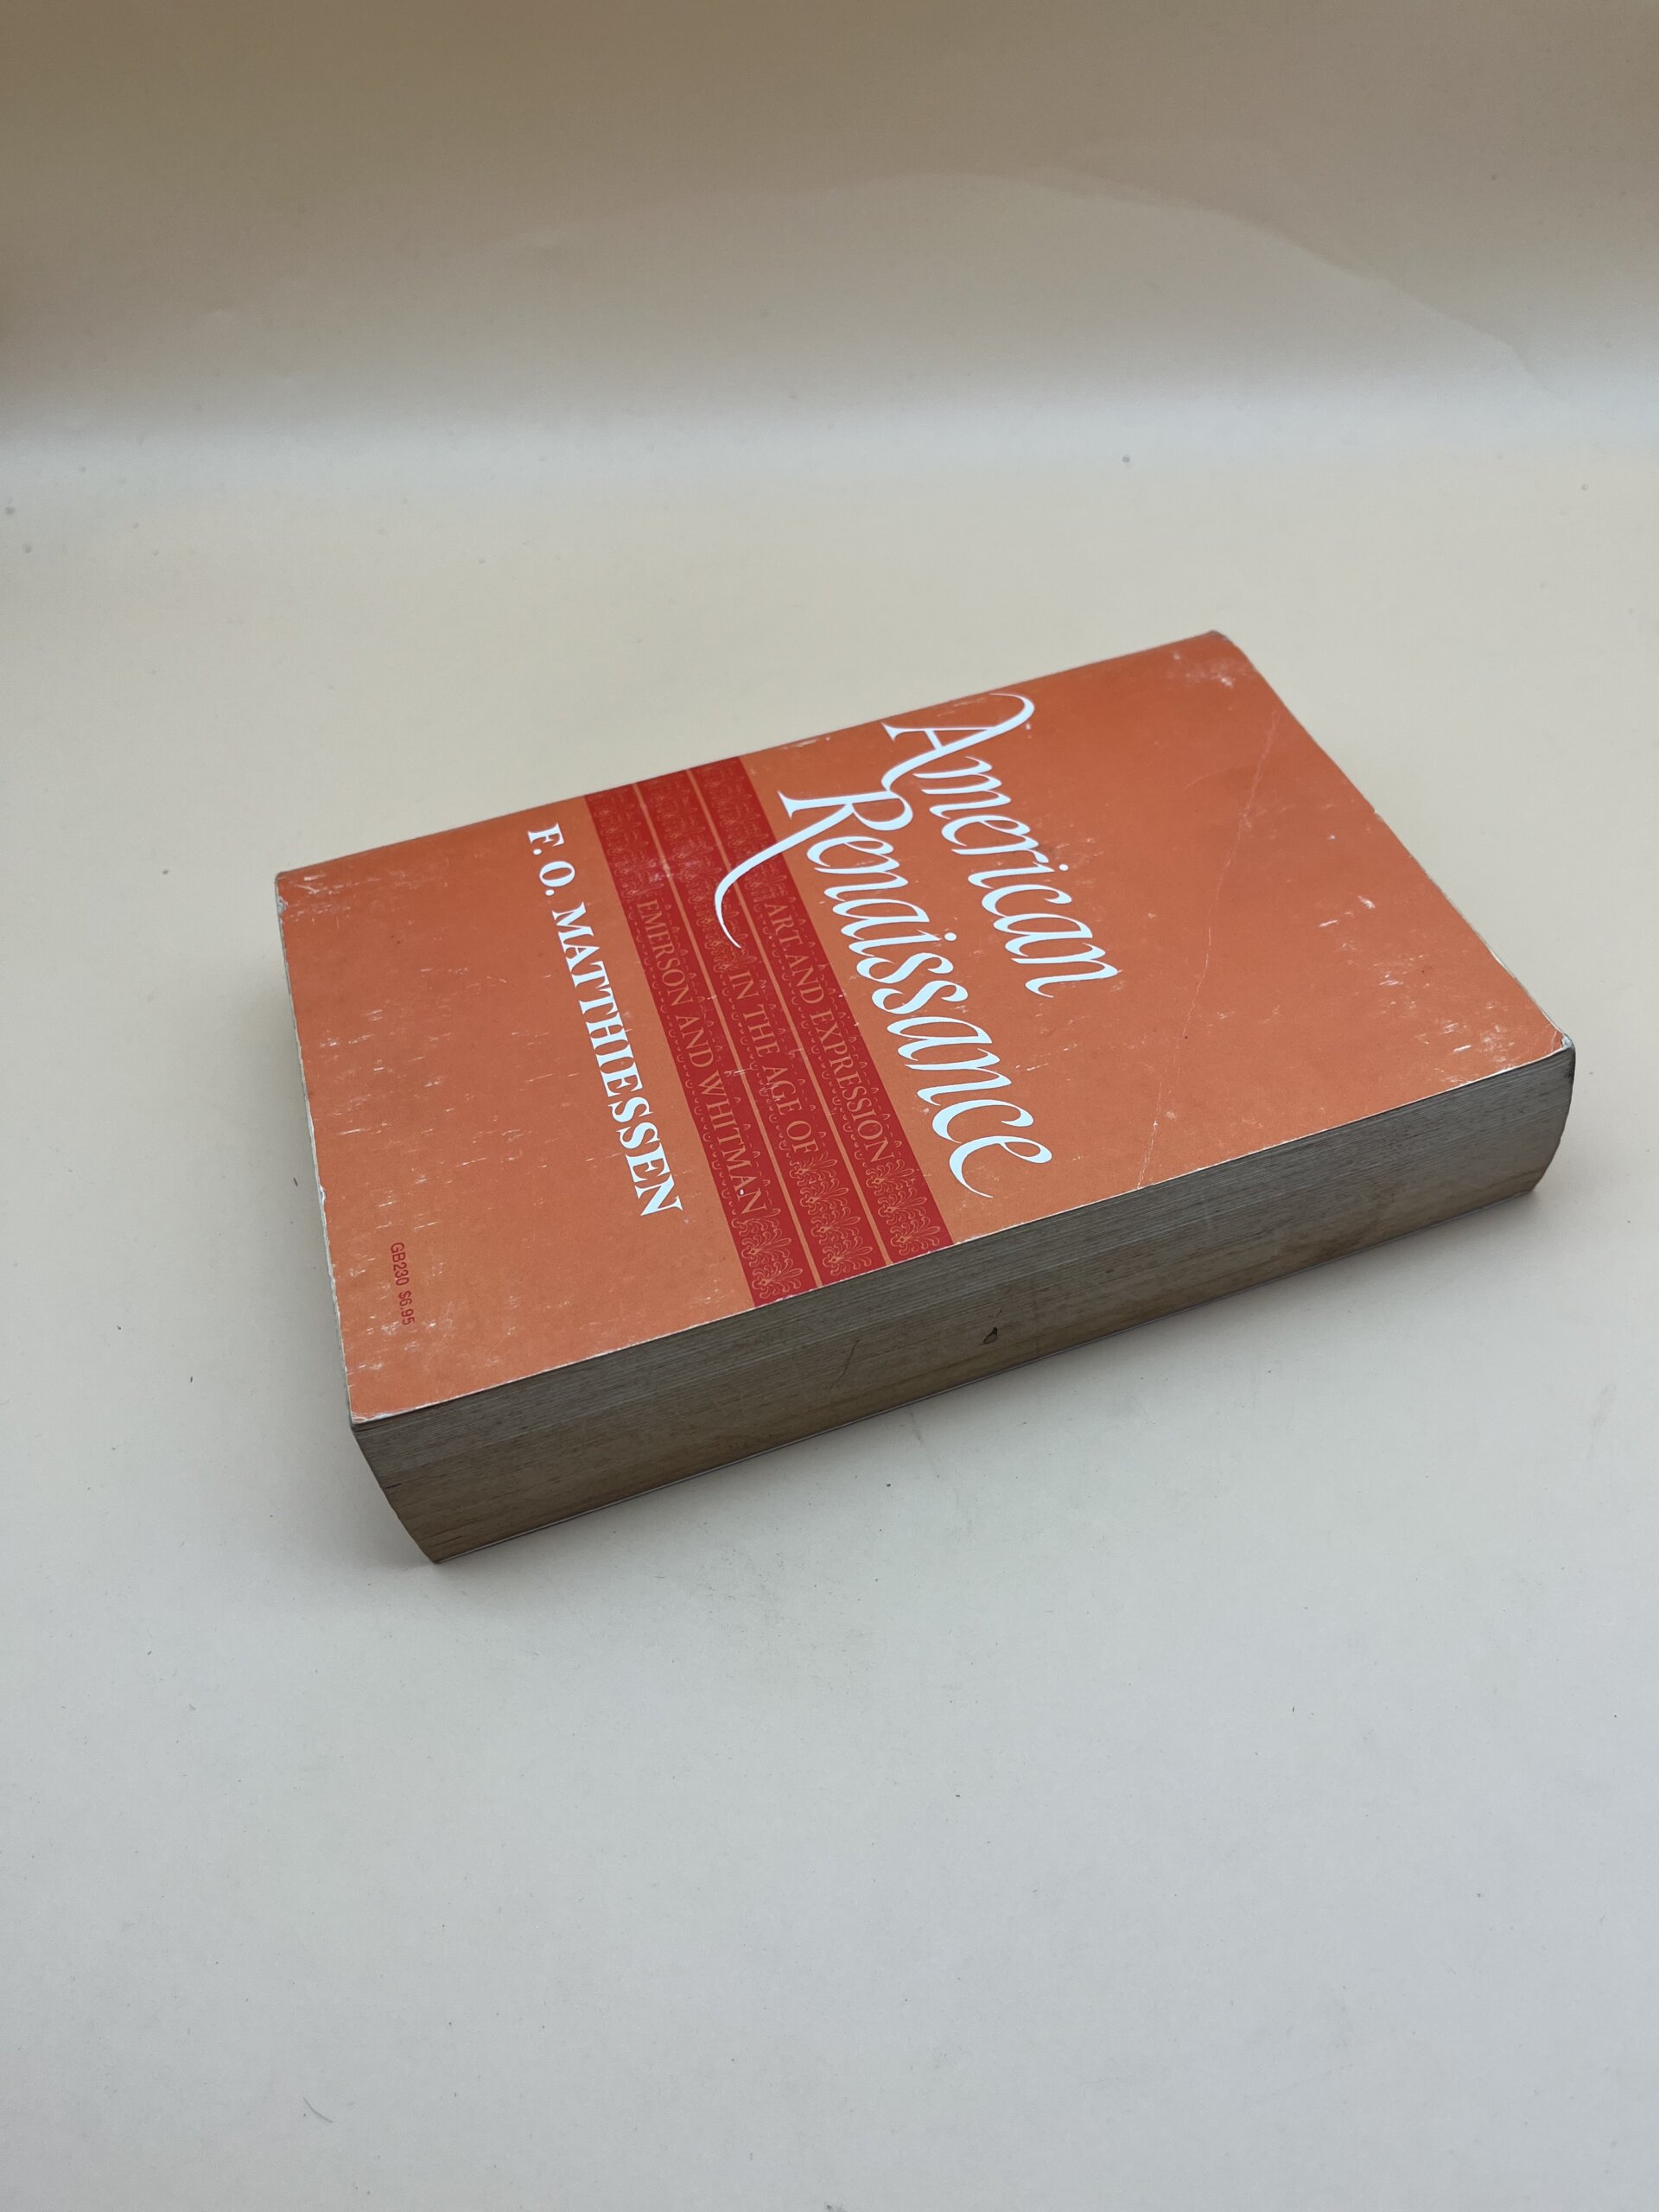 American
Renaissance
ART AND EXPRESSION
IN THE AGE OF
EMERSON AND WHITMAN
F. O. MATTHIESSEN
GB230 $6.95